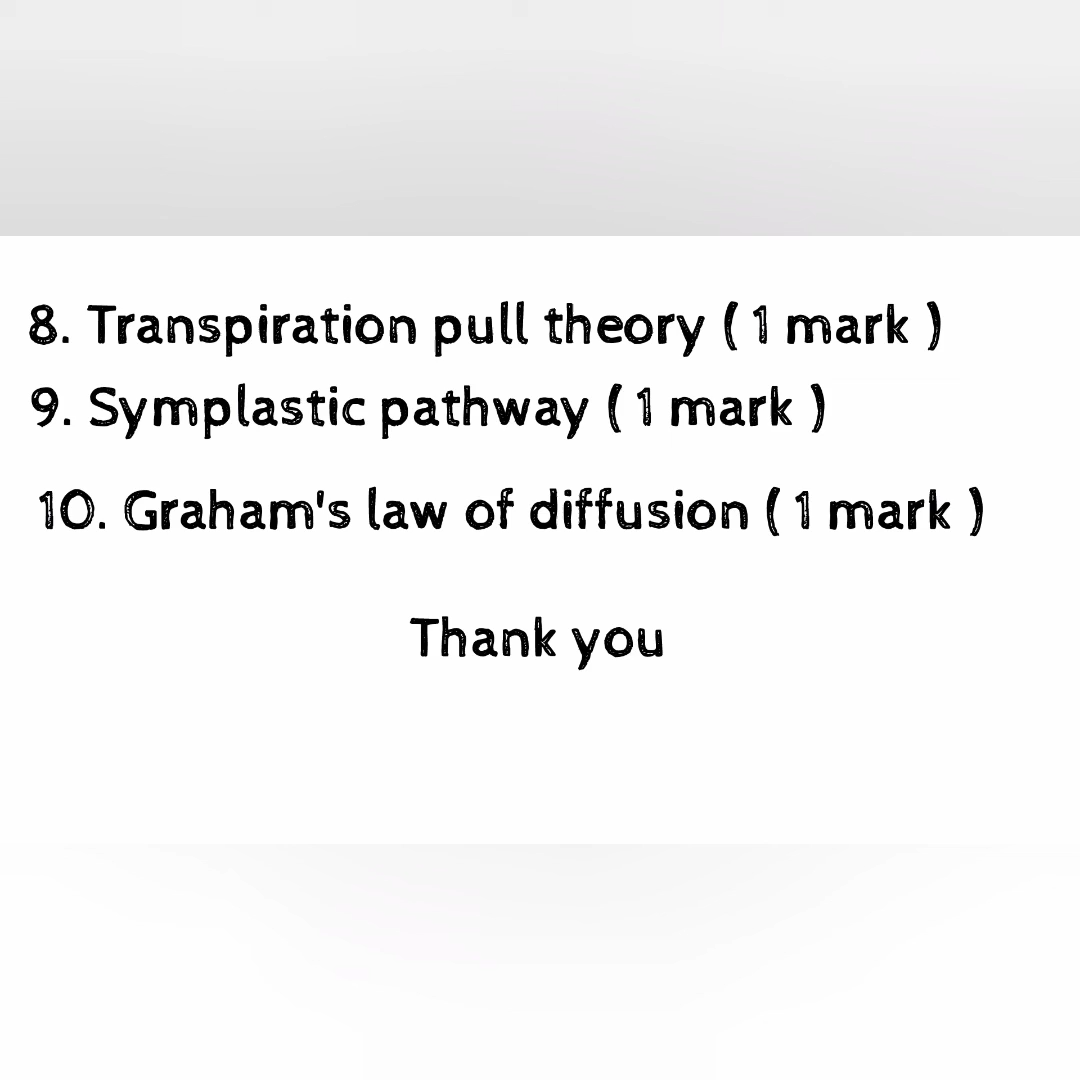 8. Transpiration pull theory ( 1 mark )
9. Symplastic pathway ( 1 mark )
10. Graham's law of diffusion ( 1 mark )
Thank you